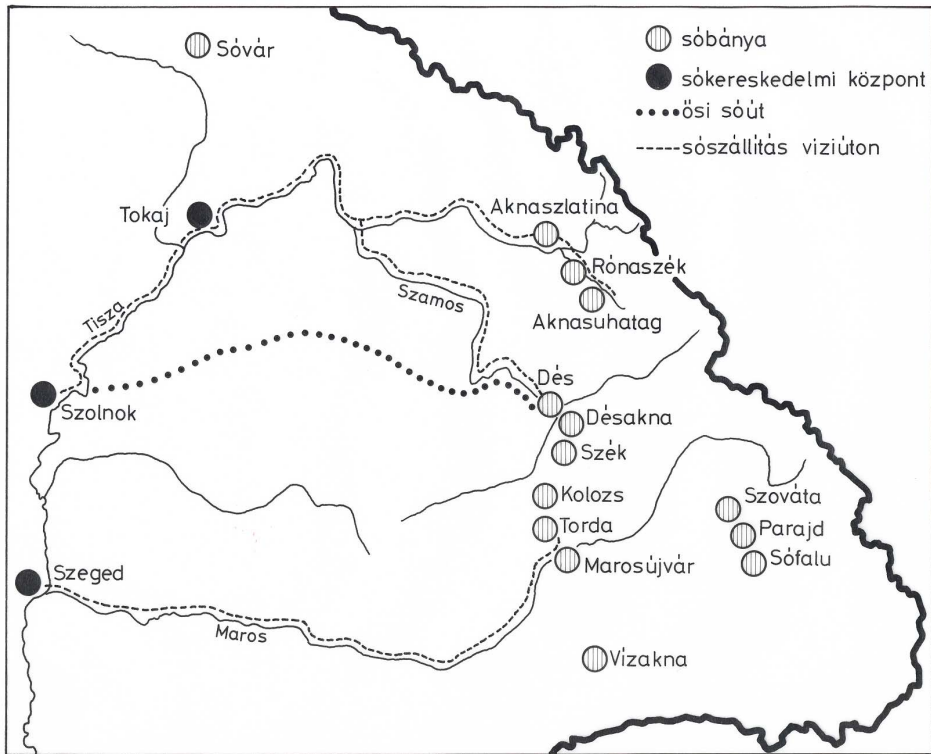 Sóvár
sóbánya
sókereskedelmi központ
ősi sóút
sószállítás viziúton
Tokaj
Aknaszlatina
Rónaszék
Aknasuhatag
Tisza
Szamos
Szolnok
Dés
Désakna
Szék
Kolozs
Torda
Marosújvár
Szováta
Parajd
Sófalu
Szeged
Maros
Vízakna